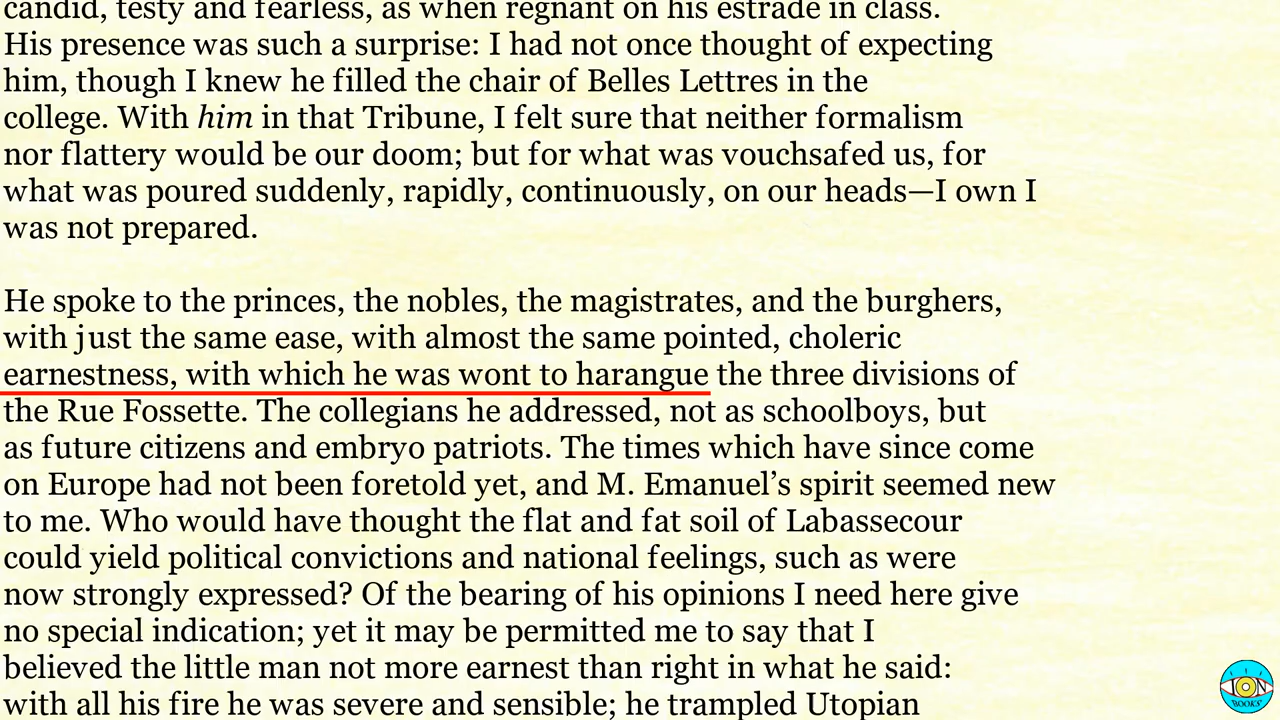 candid, testy and fearless, as when regnant on his estrade in class.
His presence was such a surprise: I had not once thought of expecting
him, though I knew he filled the chair of Belles Lettres in the
college. With him in that Tribune, I felt sure that neither formalism
nor flattery would be our doom; but for what was vouchsafed us, for
what was poured suddenly, rapidly, continuously, on our heads—I own I
was not prepared.
He spoke to the princes, the nobles, the magistrates, and the burghers,
with just the same ease, with almost the same pointed, choleric
earnestness, with which he was wont to harangue the three divisions of
the Rue Fossette. The collegians he addressed, not as schoolboys, but
as future citizens and embryo patriots. The times which have since come
on Europe had not been foretold yet, and M. Emanuel’s spirit seemed new
to me. Who would have thought the flat and fat soil of Labassecour
could yield political convictions and national feelings, such as were
now strongly expressed? Of the bearing of his opinions I need here give
no special indication; yet it may be permitted me to say that I
believed the little man not more earnest than right in what he said:
with all his fire he was severe and sensible; he trampled Utopian
ION
BOOKS